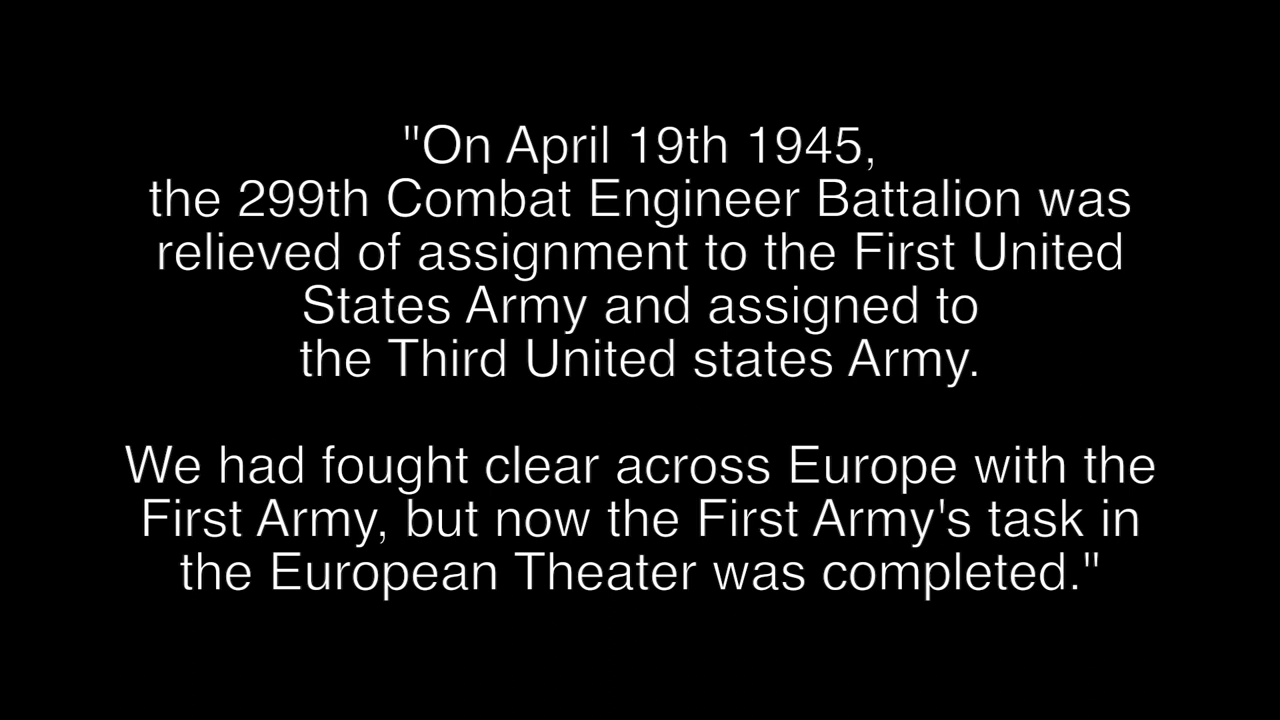 "On April 19th 1945,
the 299th Combat Engineer Battalion was
relieved of assignment to the First United
States Army and assigned to
the Third United states Army.
We had fought clear across Europe with the
First Army, but now the First Army's task in
the European Theater was completed."